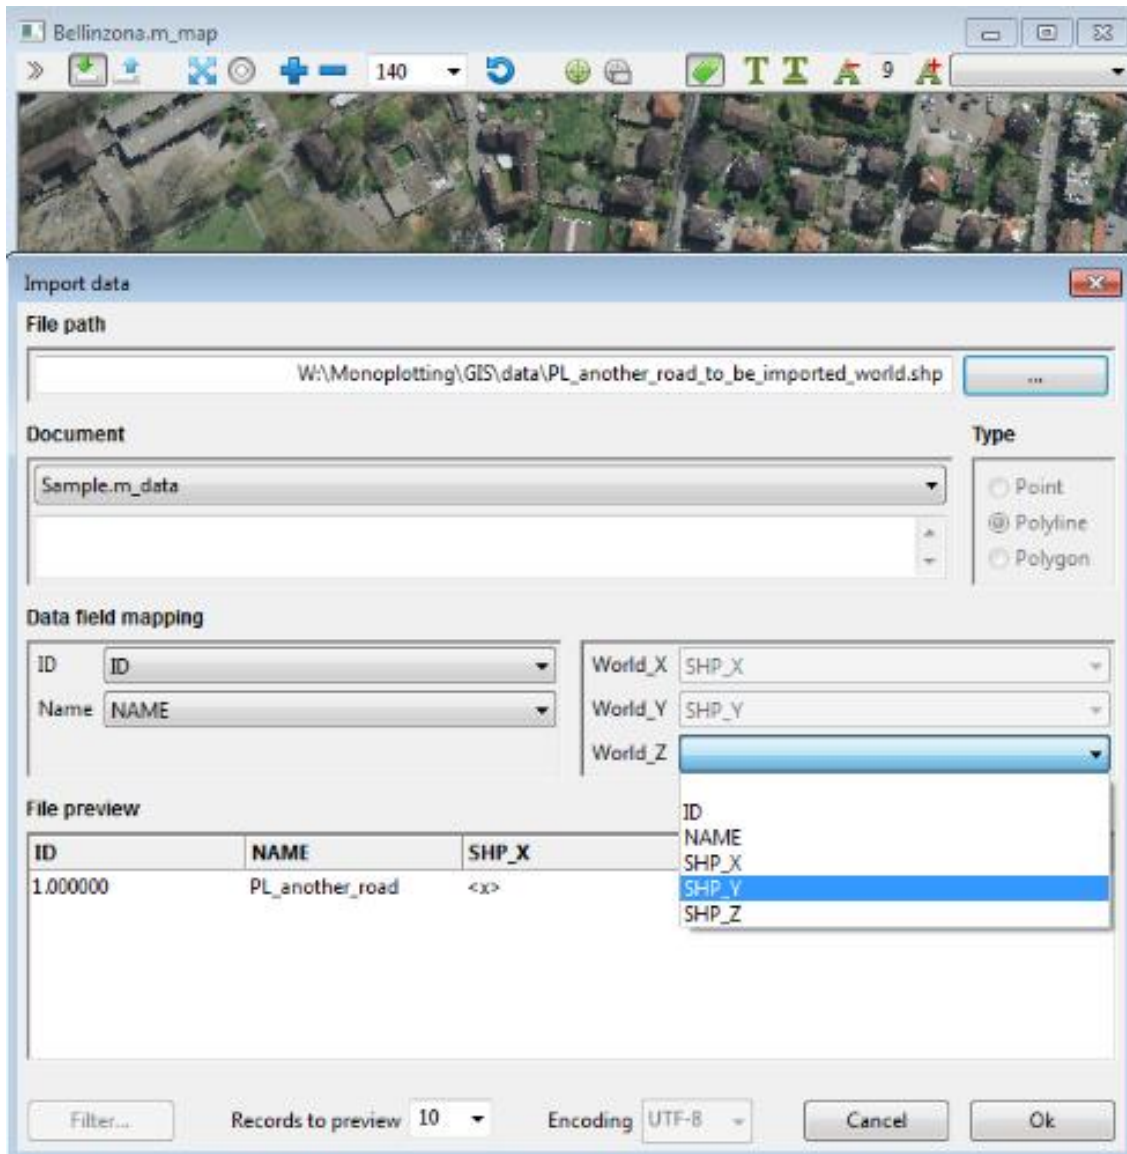 Bellinzona.m_map
» 140 T T A 9 A
Import data
File path
W:\Monoplotting\GIS\data\PL_another_road_to_be_imported_world.shp ...
Document Type
Sample.m_data Point
Polyline
Polygon
Data field mapping
ID ID World_X SHP_X
Name NAME World_Y SHP_Y
World_Z
File preview
ID
NAME
SHP_X
SHP_Y
SHP_Z
ID NAME SHP_X
1.000000 PL_another_road <x>
Filter... Records to preview 10 Encoding UTF-8 Cancel Ok